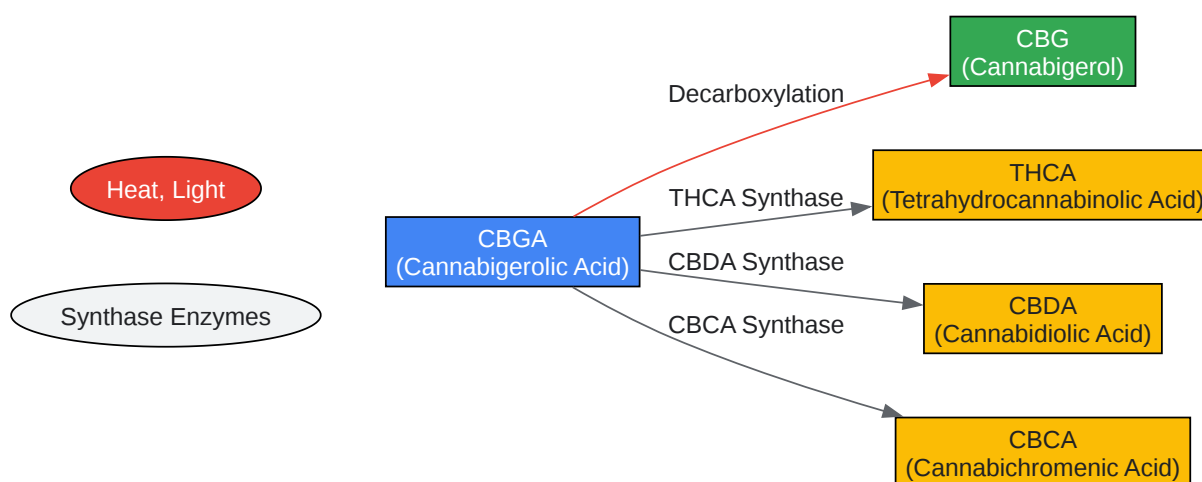 CBG
(Cannabigerol)
Decarboxylation
Heat, Light
THCA
(Tetrahydrocannabinolic Acid)
THCA Synthase
CBGA
(Cannabigerolic Acid)
CBDA Synthase
Synthase Enzymes
CBDA
(Cannabidiolic Acid)
CBCA Synthase
CBCA
(Cannabichromenic Acid)